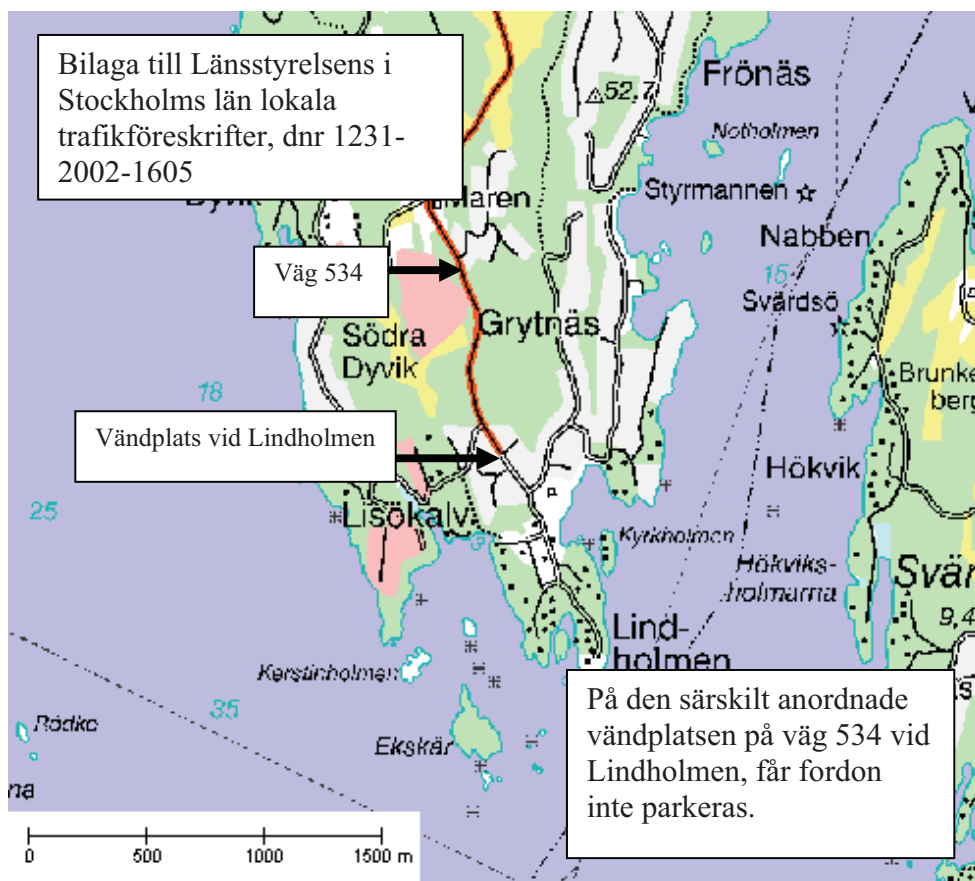 Bilaga till Länsstyrelsens i
Stockholms län lokala
trafikföreskrifter, dnr 1231-
2002-1605
Frönäs
52,7
Notholmen
Styrmannen
Maren
Nabben
15
Väg 534
Svärdsö
Grytnäs
Södra
Dyvik
18
Brunke
berg
Vändplats vid Lindholmen
Hökvik
25
Lisökalv
Kyrkholmen
Hökviks-
holmarna
Svär
9,4
Lind-
holmen
Kerstinholmen
35
Rödko
Ekskär
na
På den särskilt anordnade
vändplatsen på väg 534 vid
Lindholmen, får fordon
inte parkeras.
0 500 1000 1500 m